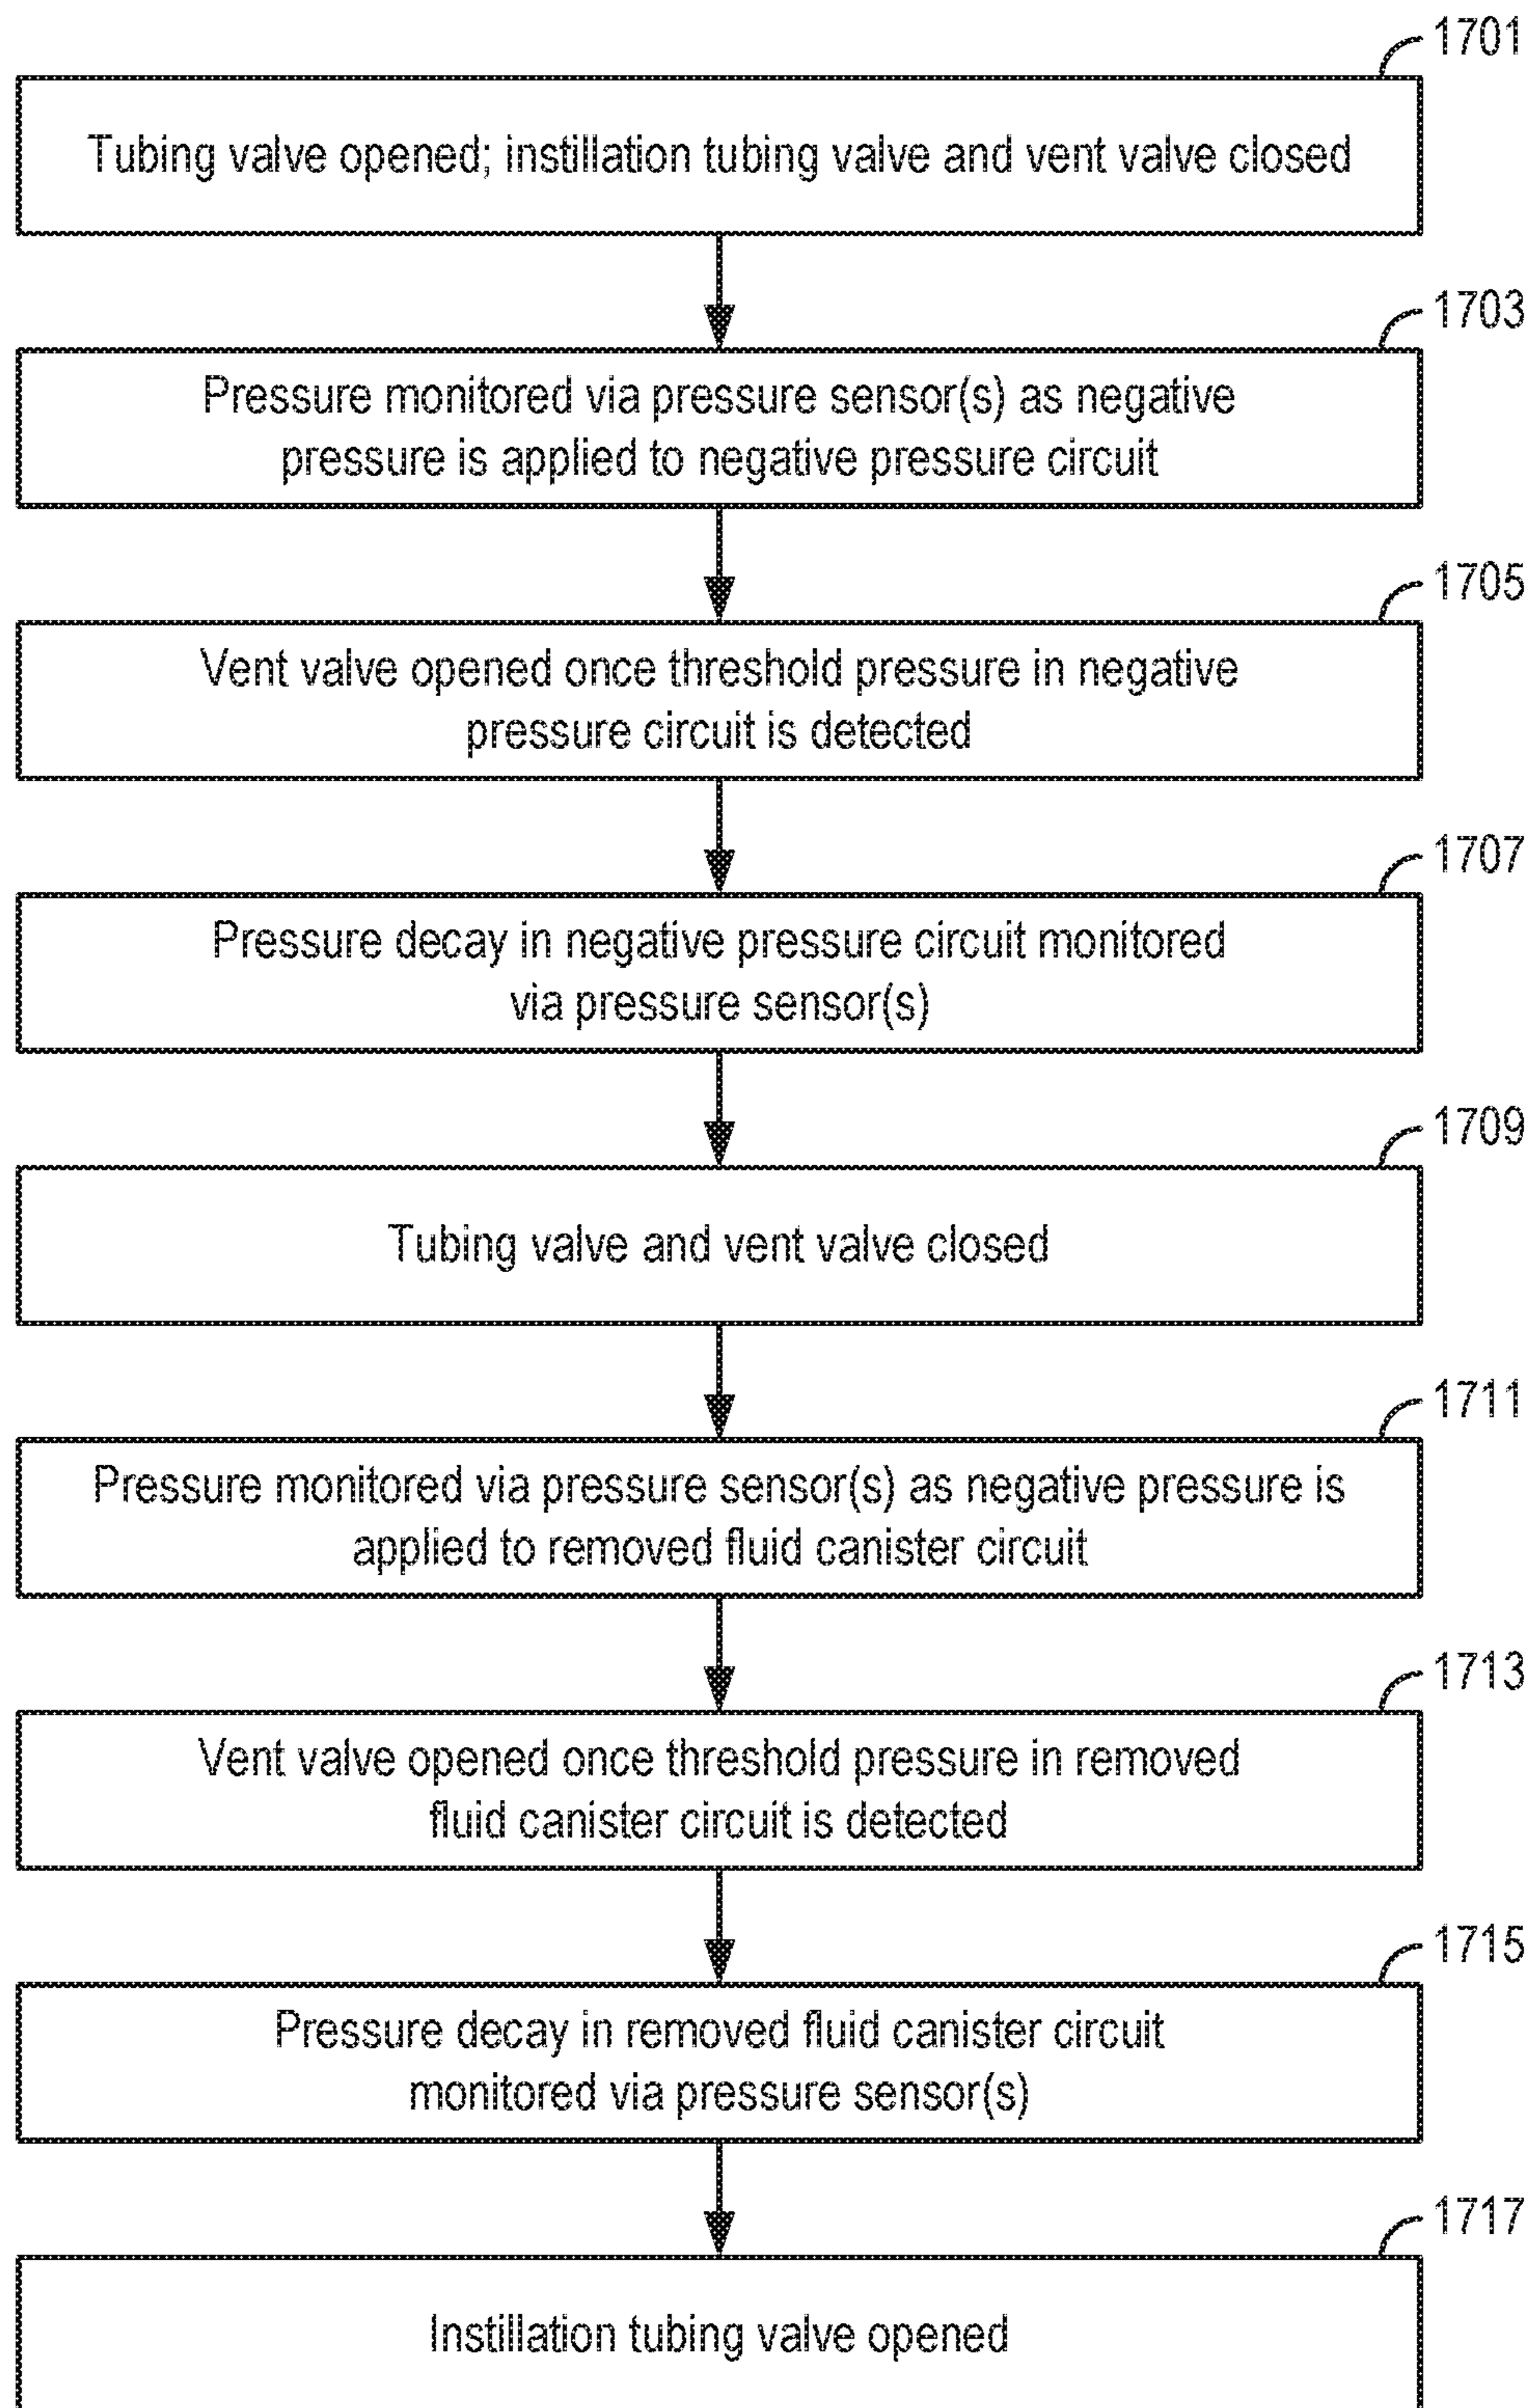 1701
Tubing valve opened; instillation tubing valve and vent valve closed
1703
Pressure monitored via pressure sensor(s) as negative
pressure is applied to negative pressure circuit
1705
Vent valve opened once threshold pressure in negative
pressure circuit is detected
1707
Pressure decay in negative pressure circuit monitored
via pressure sensor(s)
1709
Tubing valve and vent valve closed
1711
Pressure monitored via pressure sensor(s) as negative pressure is
applied to removed fluid canister circuit
1713
Vent valve opened once threshold pressure in removed
fluid canister circuit is detected
1715
Pressure decay in removed fluid canister circuit
monitored via pressure sensor(s)
1717
Instillation tubing valve opened